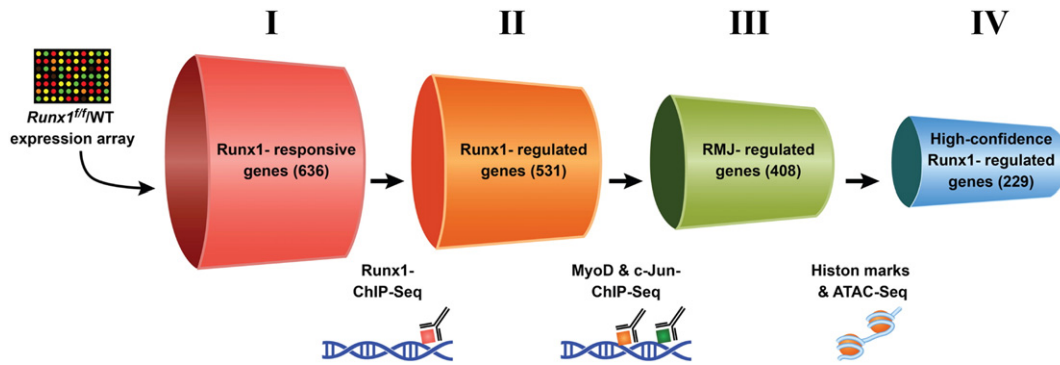 I
II
III
IV
Runx1f/f/WT
expression array
Runx1- responsive
genes (636)
Runx1- regulated
genes (531)
RMJ- regulated
genes (408)
High-confidence
Runx1- regulated
genes (229)
Runx1-
ChIP-Seq
MyoD & c-Jun-
ChIP-Seq
Histon marks
& ATAC-Seq